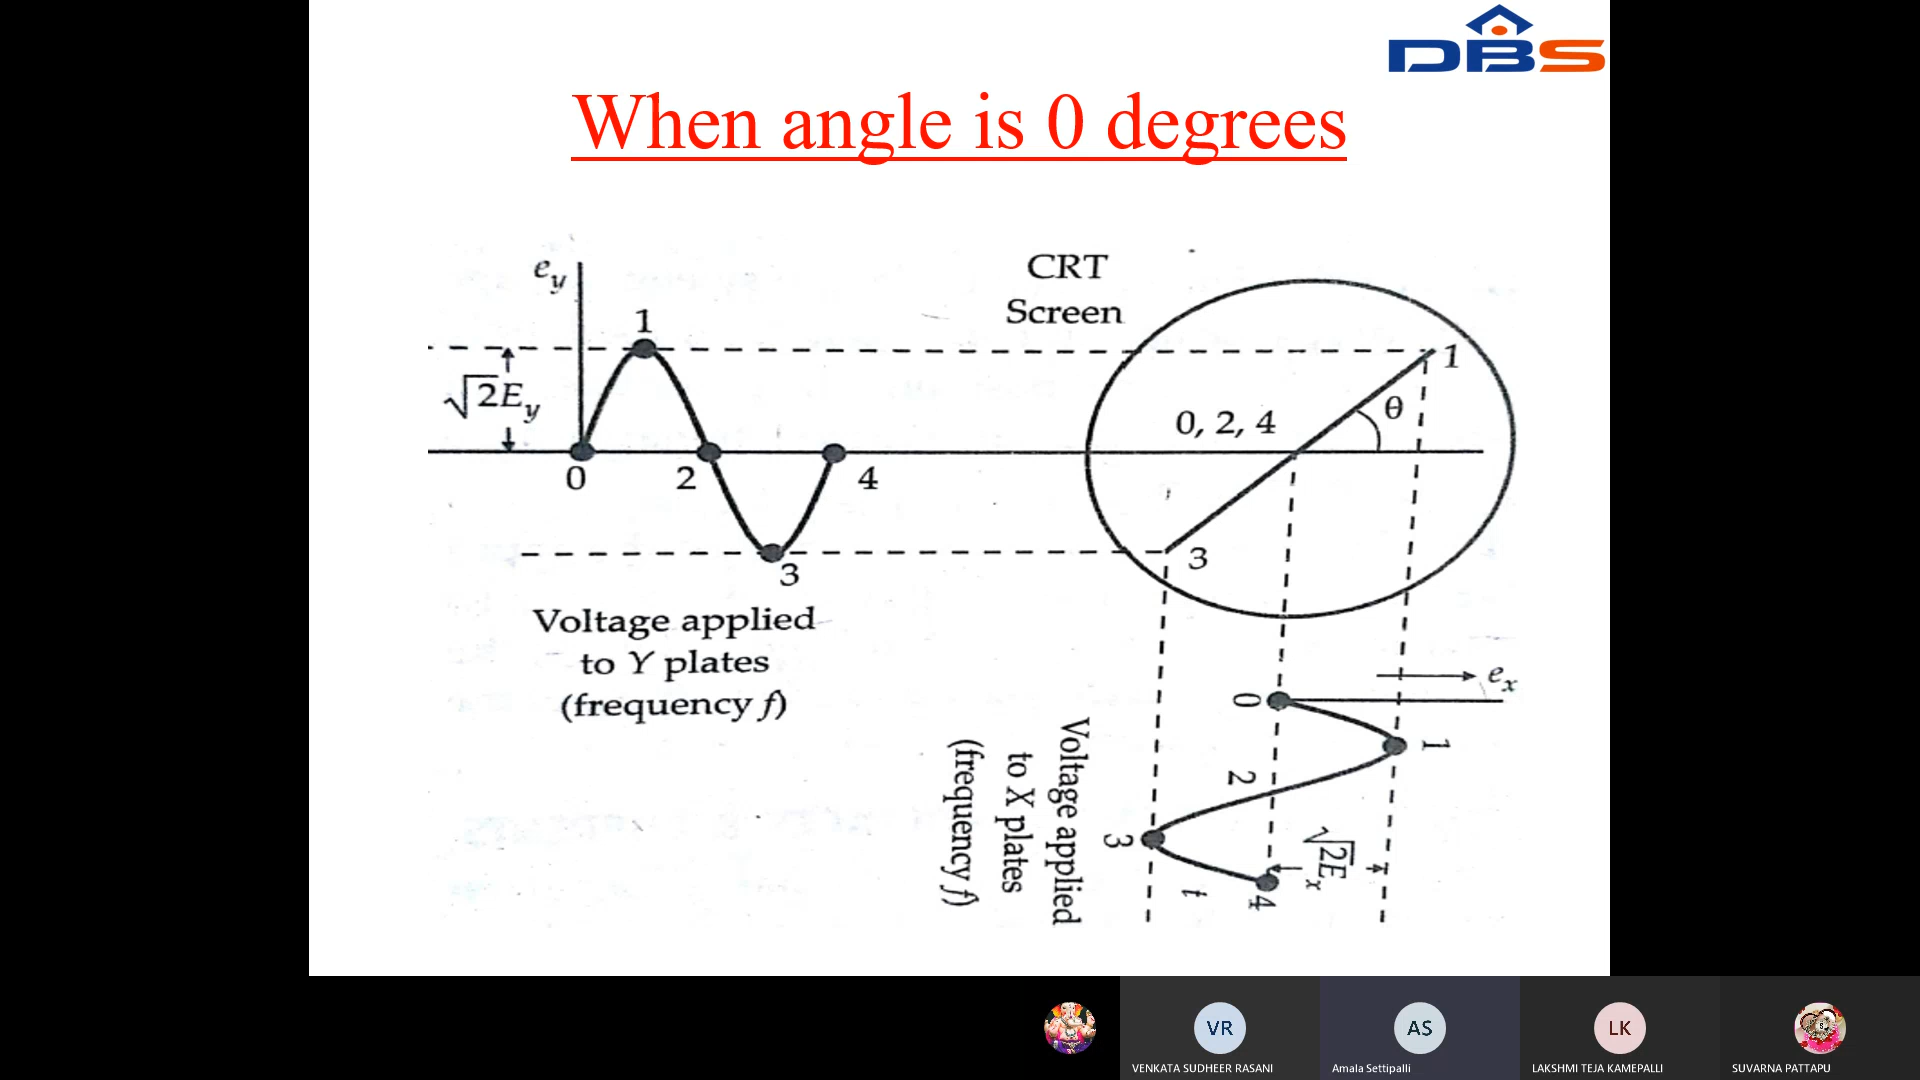 DBS
When angle is 0 degrees
CRT
Screen
e_y
1
√2E_y
0
2
4
3
0, 2, 4
θ
1
3
Voltage applied
to Y plates
(frequency f)
e_x
0
1
2
3
4
t
√2E_x
Voltage applied
to X plates
(frequency f)
VR
VENKATA SUDHEER RASANI
AS
Amala Settipalli
LK
LAKSHMI TEJA KAMEPALLI
SUVARNA PATTAPU